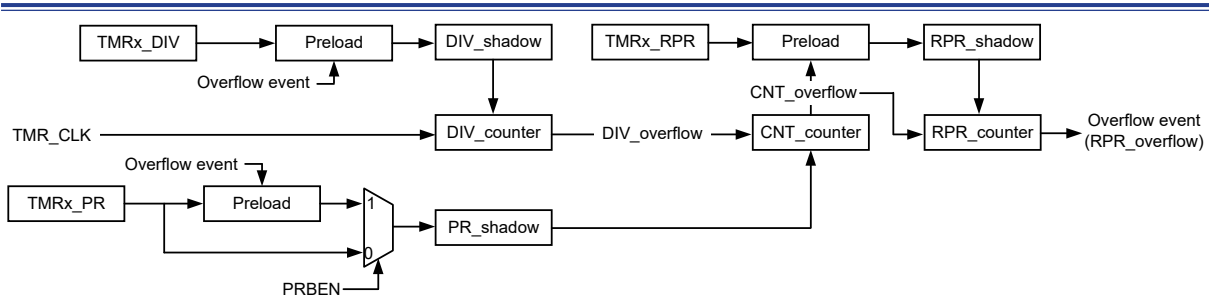 TMRx_DIV
Preload
DIV_shadow
TMRx_RPR
Preload
RPR_shadow
Overflow event
CNT_overflow
TMR_CLK
DIV_counter
DIV_overflow
CNT_counter
RPR_counter
Overflow event
(RPR_overflow)
Overflow event
TMRx_PR
Preload
1
PR_shadow
0
PRBEN